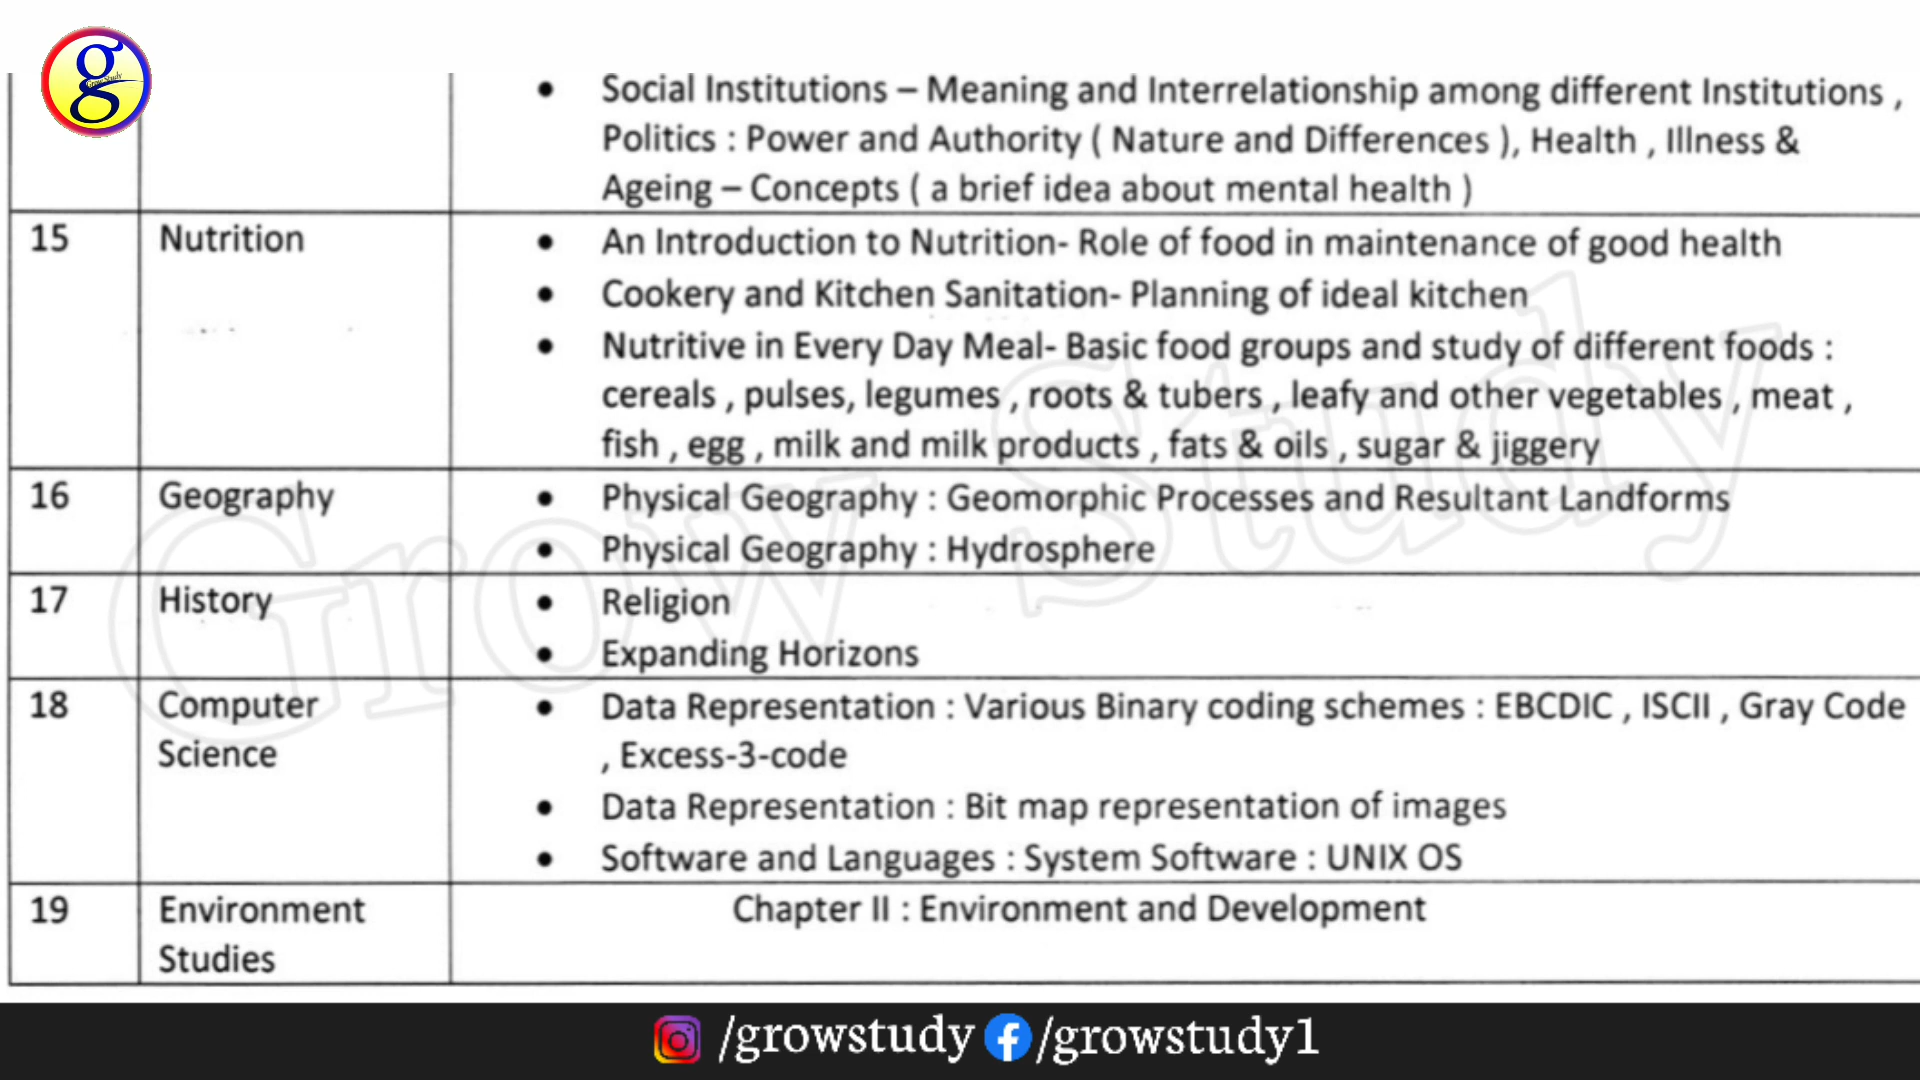 g
Grow Study
• Social Institutions – Meaning and Interrelationship among different Institutions ,
Politics : Power and Authority ( Nature and Differences ), Health , Illness &
Ageing – Concepts ( a brief idea about mental health )
15 Nutrition • An Introduction to Nutrition- Role of food in maintenance of good health
• Cookery and Kitchen Sanitation- Planning of ideal kitchen
• Nutritive in Every Day Meal- Basic food groups and study of different foods :
cereals , pulses, legumes , roots & tubers , leafy and other vegetables , meat ,
fish , egg , milk and milk products , fats & oils , sugar & jiggery
16 Geography • Physical Geography : Geomorphic Processes and Resultant Landforms
• Physical Geography : Hydrosphere
17 History • Religion
• Expanding Horizons
18 Computer • Data Representation : Various Binary coding schemes : EBCDIC , ISCII , Gray Code
Science , Excess-3-code
• Data Representation : Bit map representation of images
• Software and Languages : System Software : UNIX OS
19 Environment Chapter II : Environment and Development
Studies
Grow Study
/growstudy /growstudy1